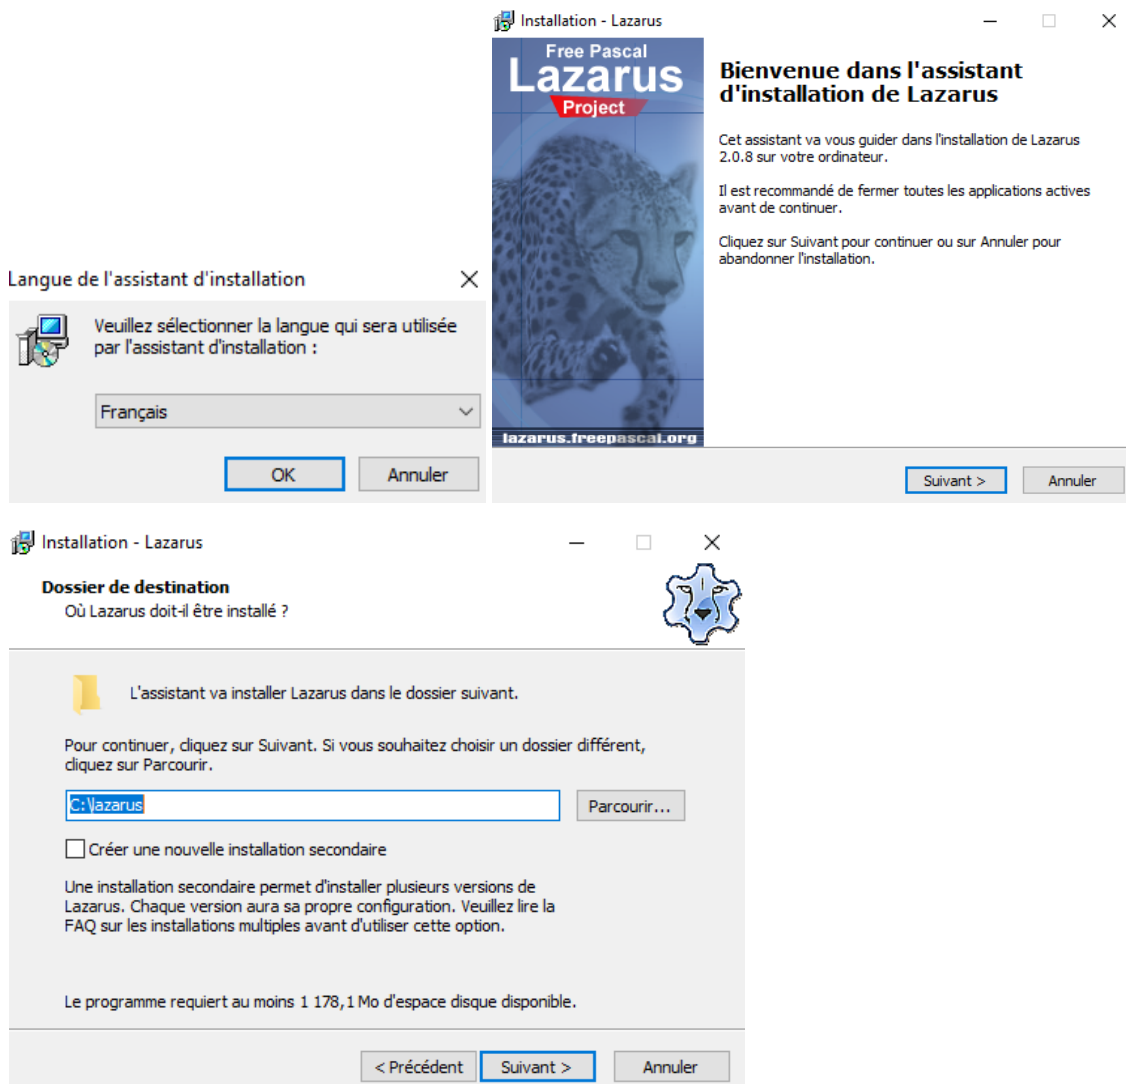 Langue de l'assistant d'installation
Veuillez sélectionner la langue qui sera utilisée
par l'assistant d'installation :
Français
OK
Annuler
Installation - Lazarus
Free Pascal
Lazarus
Project
lazarus.freepascal.org
Bienvenue dans l'assistant
d'installation de Lazarus
Cet assistant va vous guider dans l'installation de Lazarus
2.0.8 sur votre ordinateur.
Il est recommandé de fermer toutes les applications actives
avant de continuer.
Cliquez sur Suivant pour continuer ou sur Annuler pour
abandonner l'installation.
Suivant >
Annuler
Installation - Lazarus
Dossier de destination
Où Lazarus doit-il être installé ?
L'assistant va installer Lazarus dans le dossier suivant.
Pour continuer, cliquez sur Suivant. Si vous souhaitez choisir un dossier différent,
cliquez sur Parcourir.
C:\lazarus
Parcourir...
Créer une nouvelle installation secondaire
Une installation secondaire permet d'installer plusieurs versions de
Lazarus. Chaque version aura sa propre configuration. Veuillez lire la
FAQ sur les installations multiples avant d'utiliser cette option.
Le programme requiert au moins 1 178,1 Mo d'espace disque disponible.
< Précédent
Suivant >
Annuler